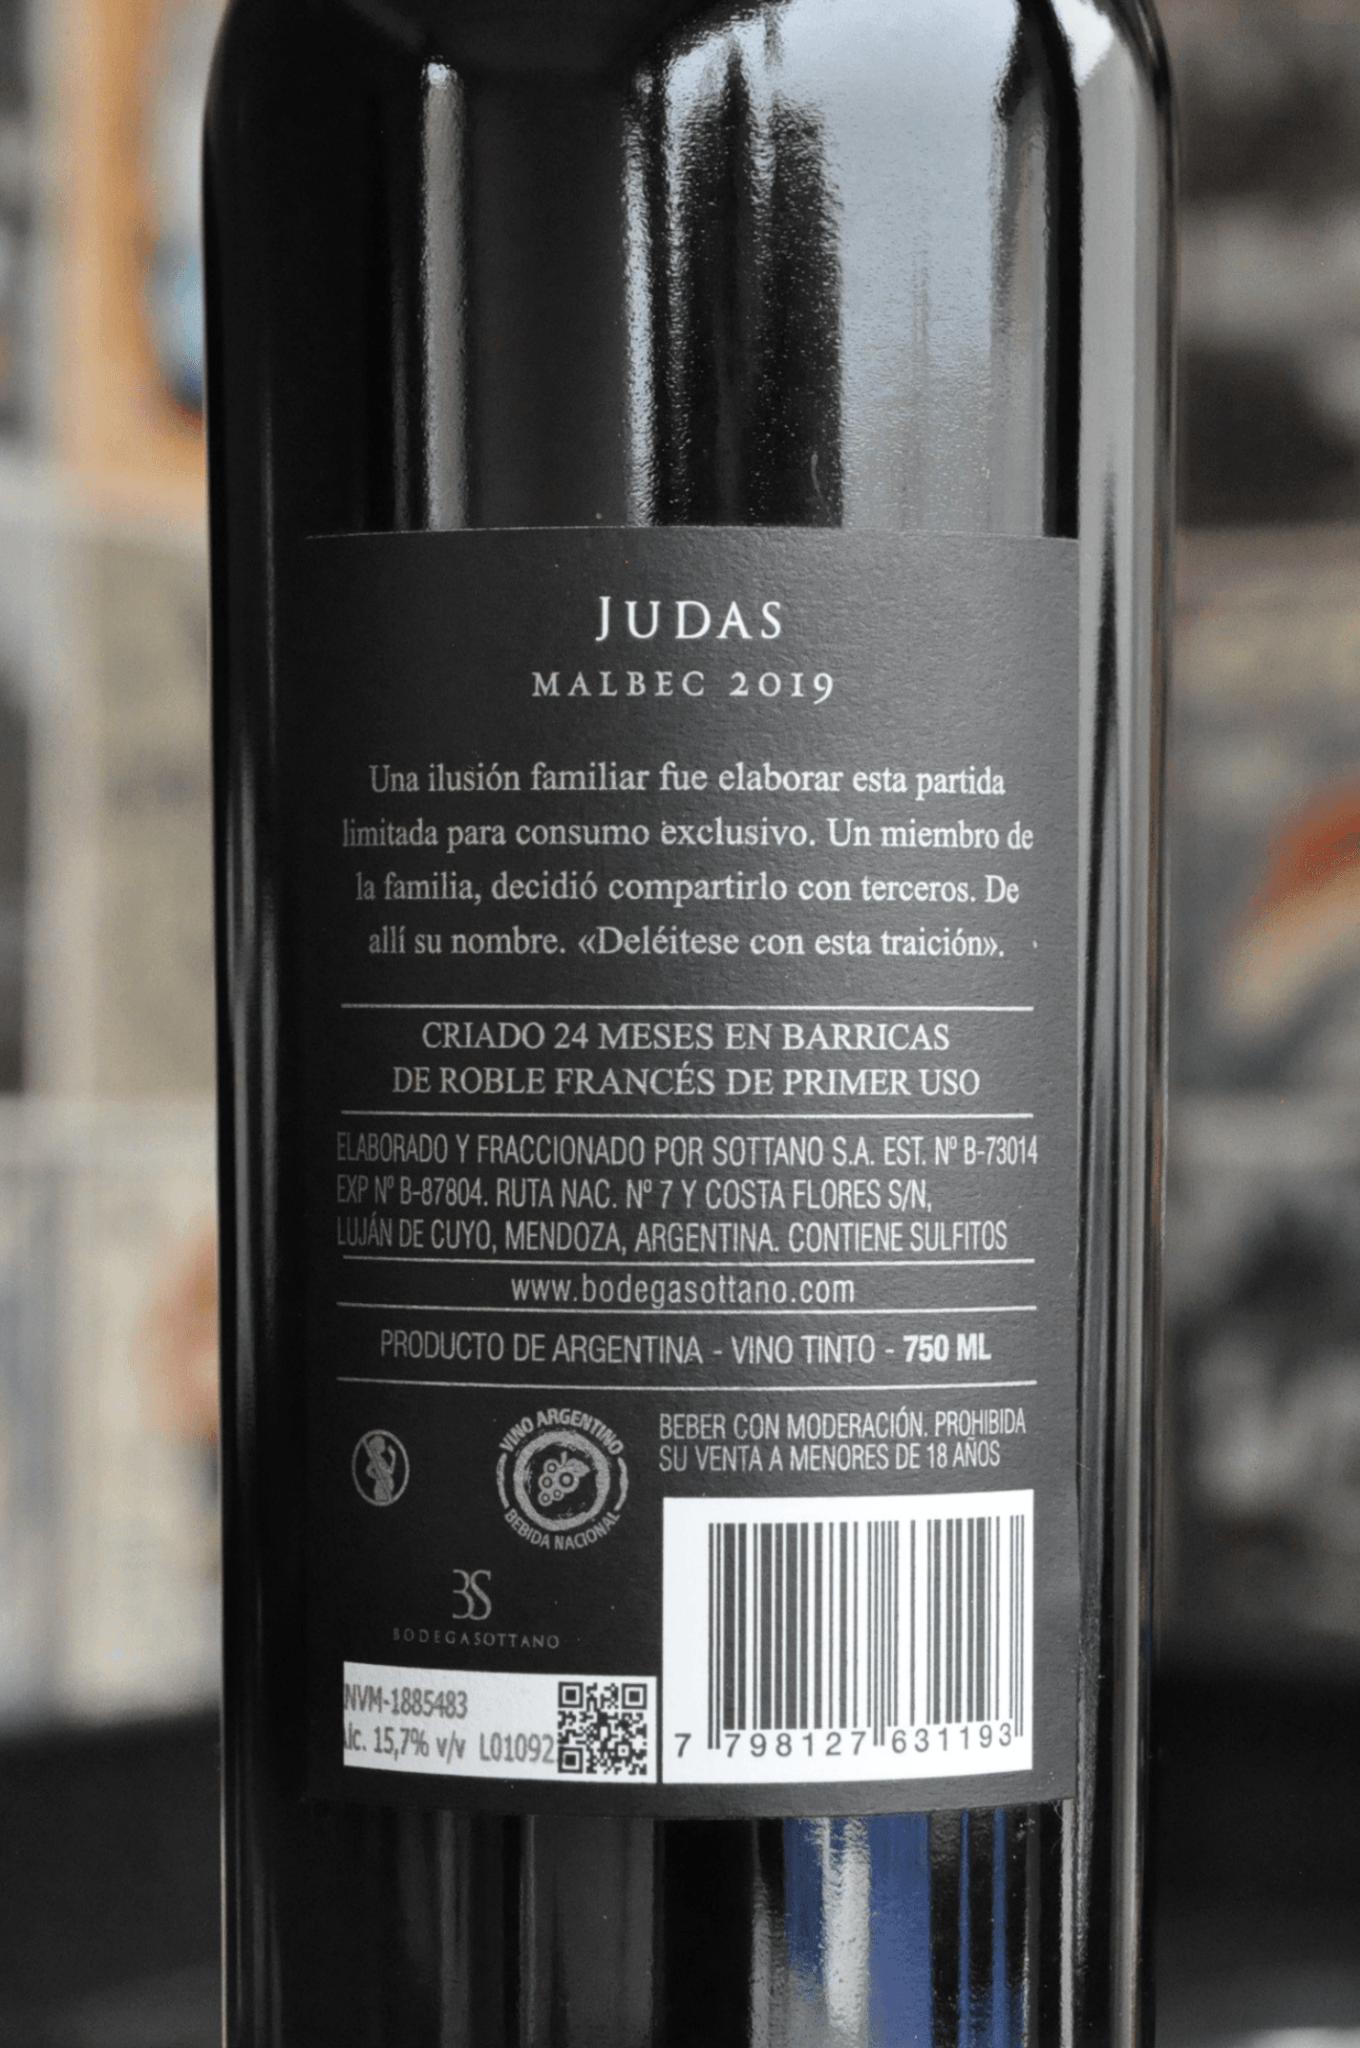 JUDAS
MALBEC 2019
Una ilusión familiar fue elaborar esta partida
limitada para consumo exclusivo. Un miembro de
la familia, decidió compartirlo con terceros. De
allí su nombre. «Deléitese con esta traición».
CRIADO 24 MESES EN BARRICAS
DE ROBLE FRANCÉS DE PRIMER USO
ELABORADO Y FRACCIONADO POR SOTTANO S.A. EST. Nº B-73014
EXP Nº B-87804. RUTA NAC. Nº 7 Y COSTA FLORES S/N,
LUJÁN DE CUYO, MENDOZA, ARGENTINA. CONTIENE SULFITOS
www.bodegasottano.com
PRODUCTO DE ARGENTINA - VINO TINTO - 750 ML
VINO ARGENTINO
BEBIDA NACIONAL
BEBER CON MODERACIÓN. PROHIBIDA
SU VENTA A MENORES DE 18 AÑOS
BS
BODEGASOTTANO
NVM-1885483
Alc. 15,7% v/v L01092
7 798127 631193